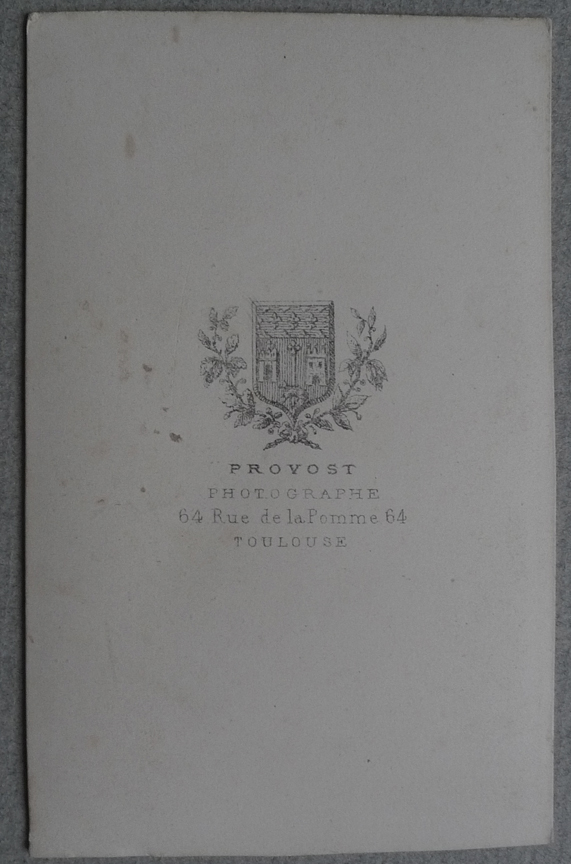 PROVOST
PHOTOGRAPHE
64 Rue de la Pomme 64
TOULOUSE